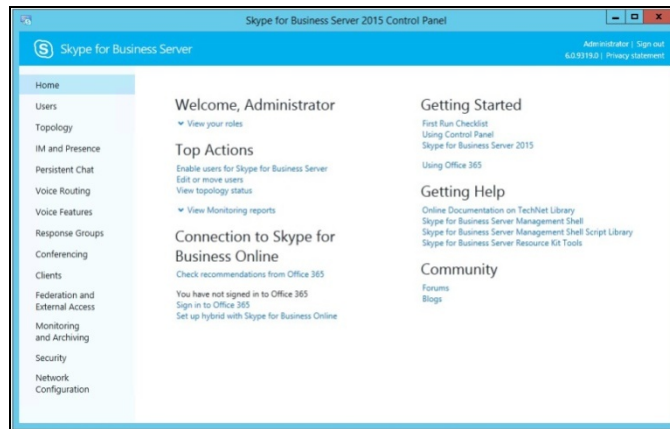 Skype for Business Server 2015 Control Panel
Skype for Business Server
Administrator | Sign out
6.0.9319.0 | Privacy statement
Home
Users
Topology
IM and Presence
Persistent Chat
Voice Routing
Voice Features
Response Groups
Conferencing
Clients
Federation and
External Access
Monitoring
and Archiving
Security
Network
Configuration
Welcome, Administrator
View your roles
Top Actions
Enable users for Skype for Business Server
Edit or move users
View topology status
View Monitoring reports
Connection to Skype for
Business Online
Check recommendations from Office 365
You have not signed in to Office 365
Sign in to Office 365
Set up hybrid with Skype for Business Online
Getting Started
First Run Checklist
Using Control Panel
Skype for Business Server 2015
Using Office 365
Getting Help
Online Documentation on TechNet Library
Skype for Business Server Management Shell
Skype for Business Server Management Shell Script Library
Skype for Business Server Resource Kit Tools
Community
Forums
Blogs